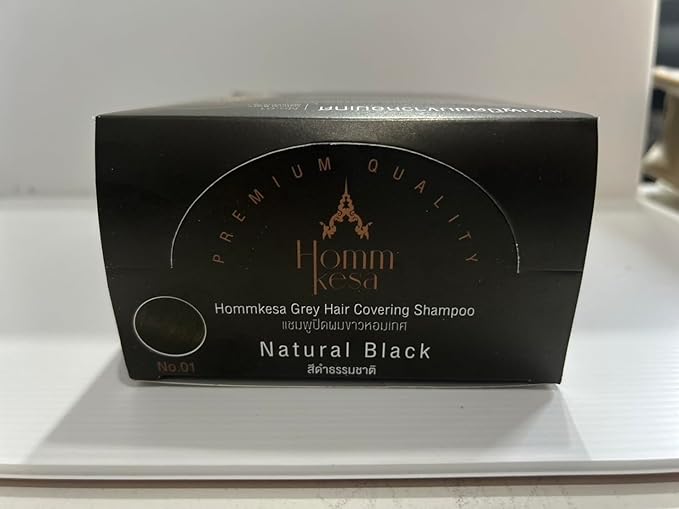 PREMIUM QUALITY
Homm
kesa
Hommkesa Grey Hair Covering Shampoo
แชมพูปิดผมขาวหอมเกศ
Natural Black
No.01
สีดำธรรมชาติ